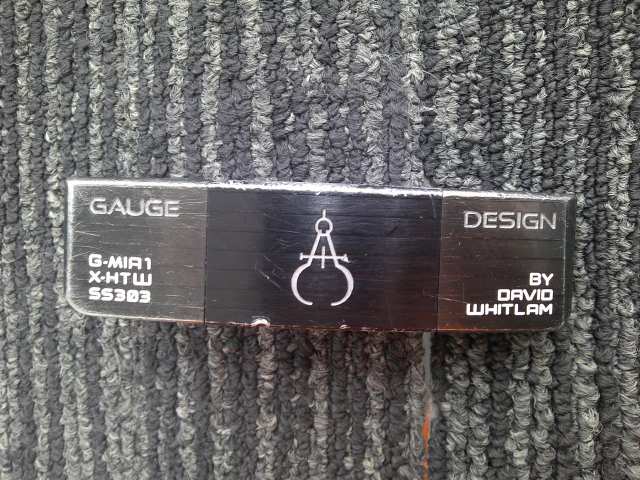 GAUGE
G-MIA1
X-HTW
SS303
DESIGN
BY
DAVID
WHITLAM